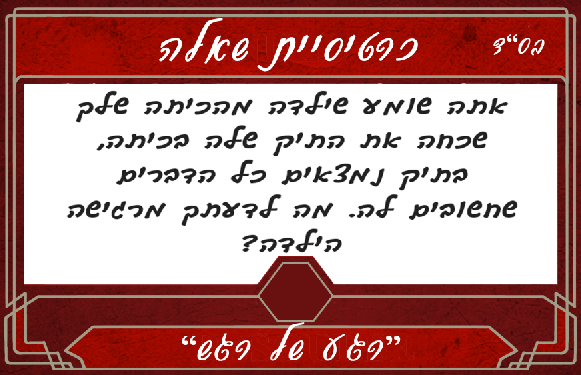 בס"ד
כרטיסיית שאלה
אתה שומע שילדה מהכיתה שלך
שכחה את התיק שלה בכיתה,
בתיק נמצאים כל הדברים
שחשובים לה. מה לדעתך מרגישה
הילדה?
"רגע של רגש"